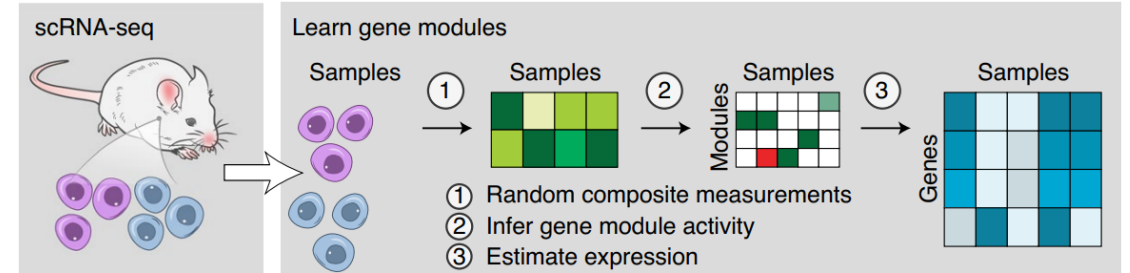 scRNA-seq
Learn gene modules
Samples
1
Samples
2
Samples
Modules
3
Samples
Genes
1 Random composite measurements
2 Infer gene module activity
3 Estimate expression